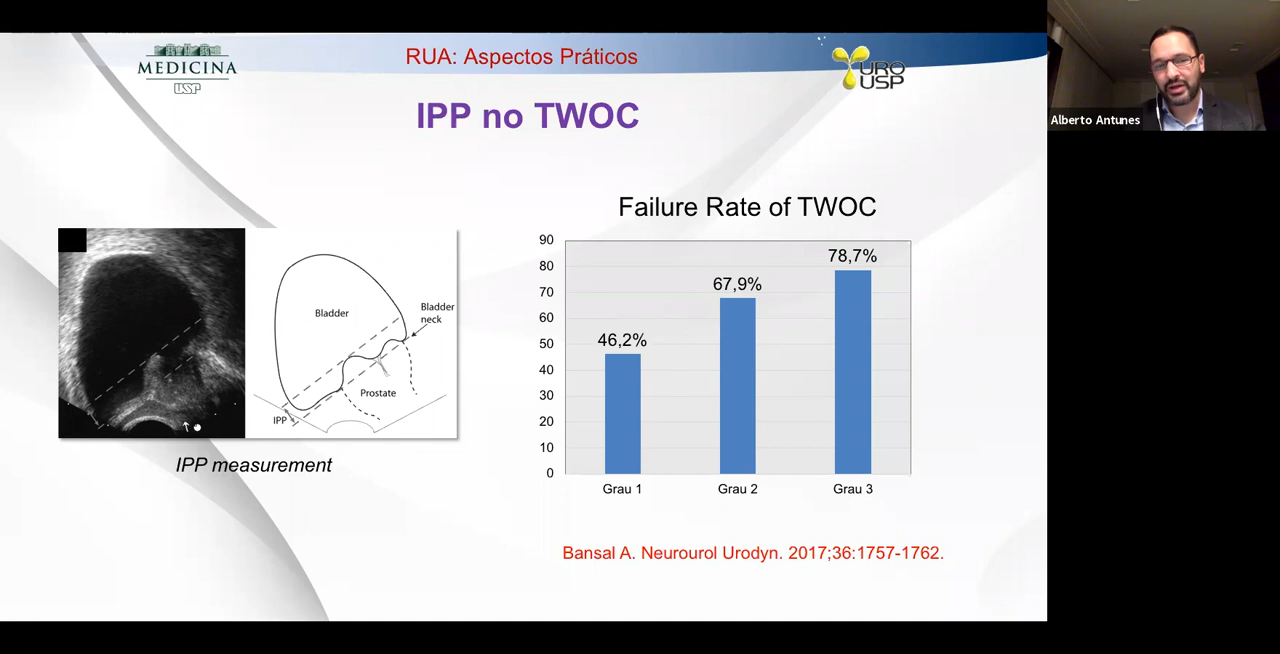 RUA: Aspectos Práticos
MEDICINA
USP
URO
USP
IPP no TWOC
Alberto Antunes
Failure Rate of TWOC
90
80
70
60
50
40
30
20
10
0
46,2%
67,9%
78,7%
Grau 1
Grau 2
Grau 3
Bladder
Bladder
neck
Prostate
IPP
IPP measurement
Bansal A. Neurourol Urodyn. 2017;36:1757-1762.